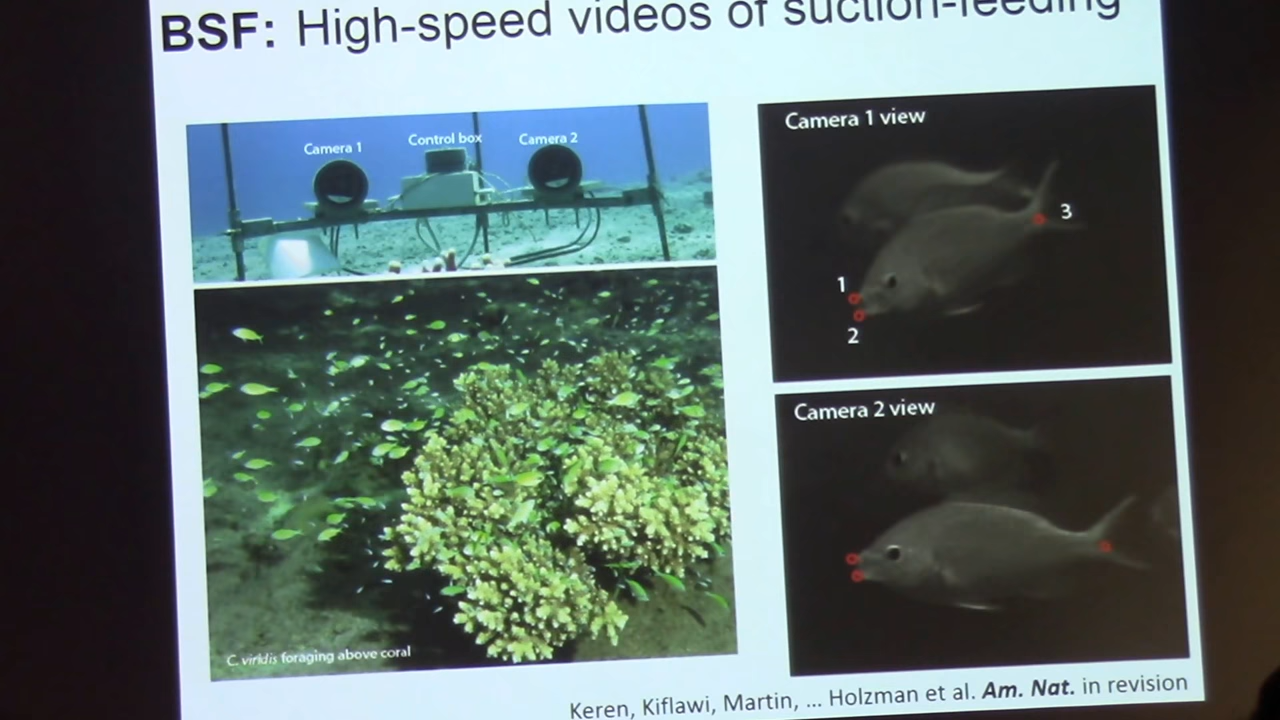 BSF: High-speed videos of suction-feeding
Camera 1
Control box
Camera 2
C. viridis foraging above coral
Camera 1 view
3
1
2
Camera 2 view
Keren, Kiflawi, Martin, ... Holzman et al. Am. Nat. in revision